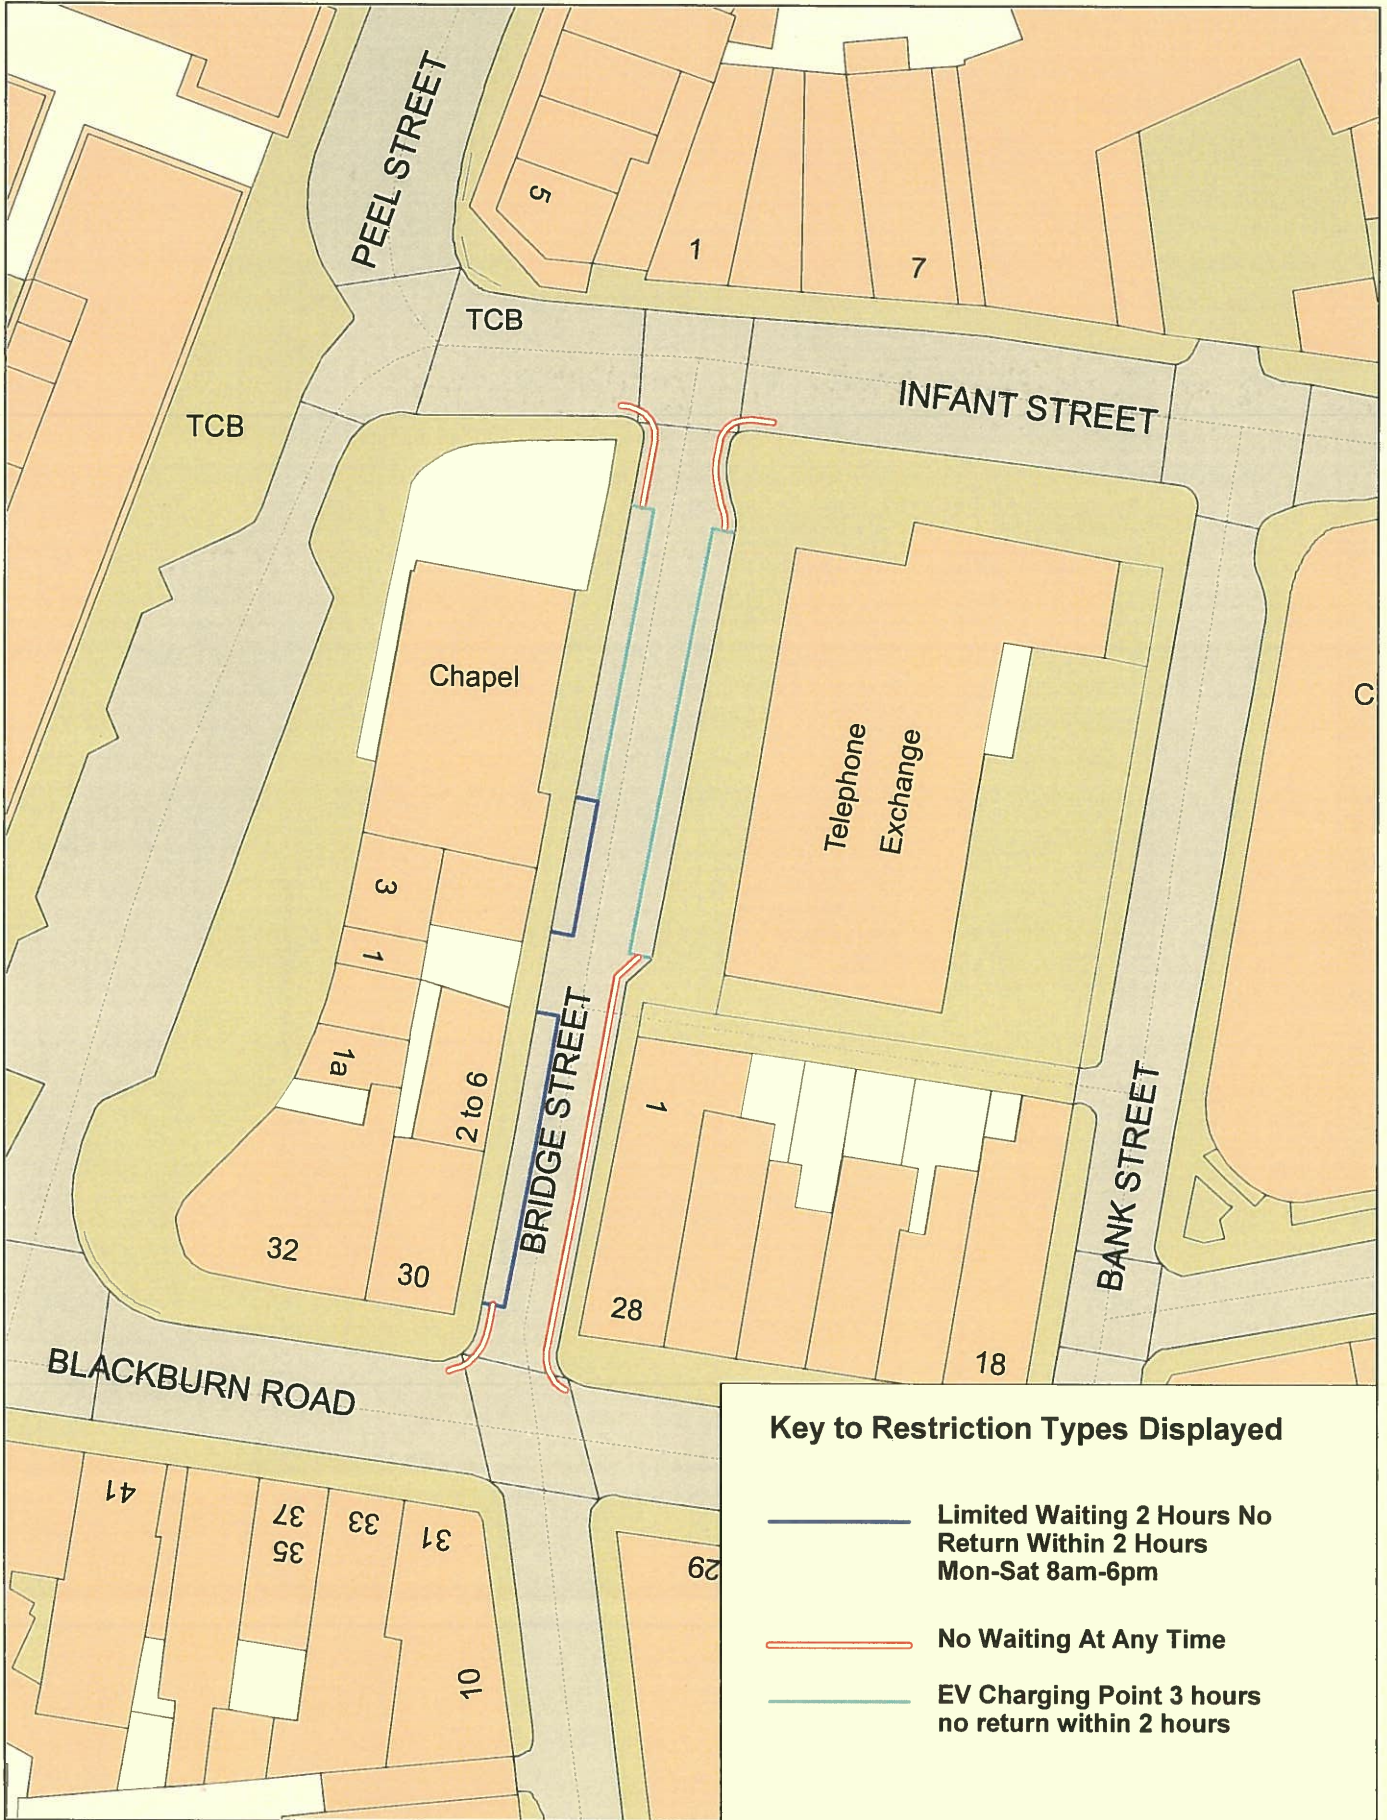 PEEL STREET
5
1
7
TCB
INFANT STREET
TCB
Chapel
C
Telephone
Exchange
3
1
1a
2 to 6
BRIDGE STREET
1
BANK STREET
32
30
28
18
BLACKBURN ROAD
41
37
35
33
31
29
10
Key to Restriction Types Displayed
Limited Waiting 2 Hours No
Return Within 2 Hours
Mon-Sat 8am-6pm
No Waiting At Any Time
EV Charging Point 3 hours
no return within 2 hours